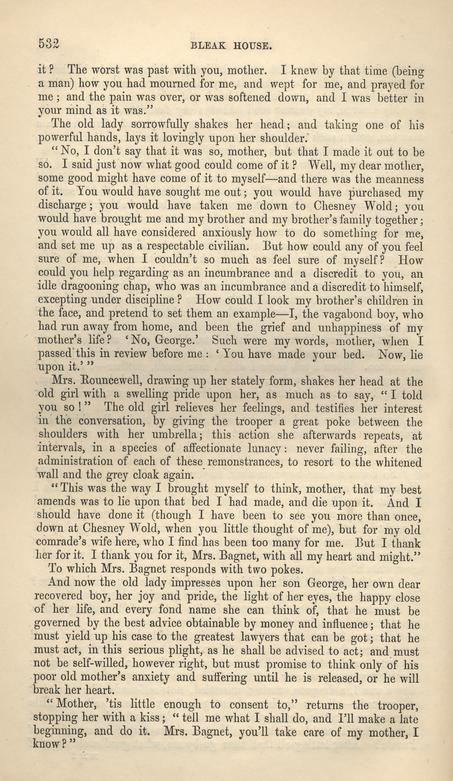 532 BLEAK HOUSE.
it? The worst was past with you, mother. I knew by that time (being
a man) how you had mourned for me, and wept for me, and prayed for
me; and the pain was over, or was softened down, and I was better in
your mind as it was."
The old lady sorrowfully shakes her head; and taking one of his
powerful hands, lays it lovingly upon her shoulder.
"No, I don't say that it was so, mother, but that I made it out to be
so. I said just now what good could come of it? Well, my dear mother,
some good might have come of it to myself—and there was the meanness
of it. You would have sought me out; you would have purchased my
discharge; you would have taken me down to Chesney Wold; you
would have brought me and my brother and my brother's family together;
you would all have considered anxiously how to do something for me,
and set me up as a respectable civilian. But how could any of you feel
sure of me, when I couldn't so much as feel sure of myself? How
could you help regarding as an incumbrance and a discredit to you, an
idle dragooning chap, who was an incumbrance and a discredit to himself,
excepting under discipline? How could I look my brother's children in
the face, and pretend to set them an example—I, the vagabond boy, who
had run away from home, and been the grief and unhappiness of my
mother's life? 'No, George.' Such were my words, mother, when I
passed this in review before me: 'You have made your bed. Now, lie
upon it.'"
Mrs. Rouncewell, drawing up her stately form, shakes her head at the
old girl with a swelling pride upon her, as much as to say, "I told
you so!" The old girl relieves her feelings, and testifies her interest
in the conversation, by giving the trooper a great poke between the
shoulders with her umbrella; this action she afterwards repeats, at
intervals, in a species of affectionate lunacy: never failing, after the
administration of each of these remonstrances, to resort to the whitened
wall and the grey cloak again.
"This was the way I brought myself to think, mother, that my best
amends was to lie upon that bed I had made, and die upon it. And I
should have done it (though I have been to see you more than once,
down at Chesney Wold, when you little thought of me), but for my old
comrade's wife here, who I find has been too many for me. But I thank
her for it. I thank you for it, Mrs. Bagnet, with all my heart and might."
To which Mrs. Bagnet responds with two pokes.
And now the old lady impresses upon her son George, her own dear
recovered boy, her joy and pride, the light of her eyes, the happy close
of her life, and every fond name she can think of, that he must be
governed by the best advice obtainable by money and influence; that he
must yield up his case to the greatest lawyers that can be got; that he
must act, in this serious plight, as he shall be advised to act; and must
not be self-willed, however right, but must promise to think only of his
poor old mother's anxiety and suffering until he is released, or he will
break her heart.
"Mother, 'tis little enough to consent to," returns the trooper,
stopping her with a kiss; "tell me what I shall do, and I'll make a late
beginning, and do it. Mrs. Bagnet, you'll take care of my mother, I
know?"